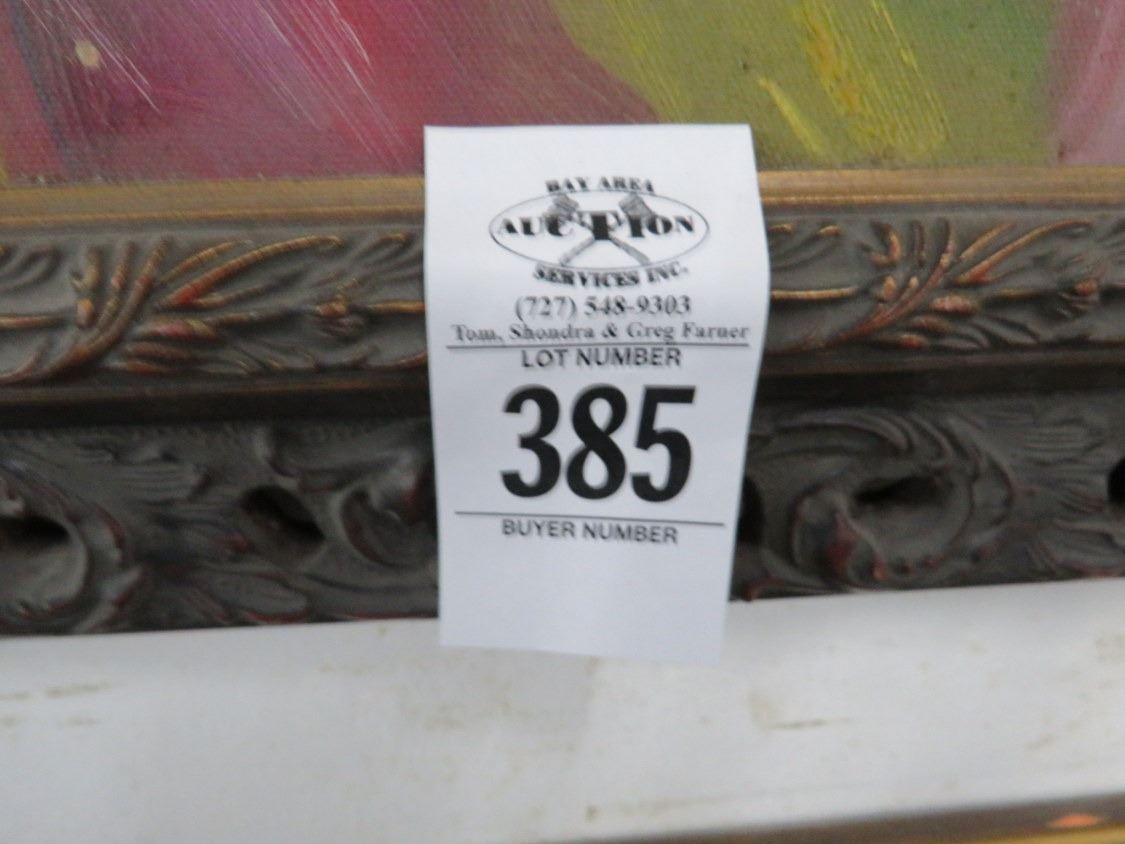 BAY AREA
AUCTION
SERVICES INC.
(727) 548-9303
Tom, Shondra & Greg Farner
LOT NUMBER
385
BUYER NUMBER